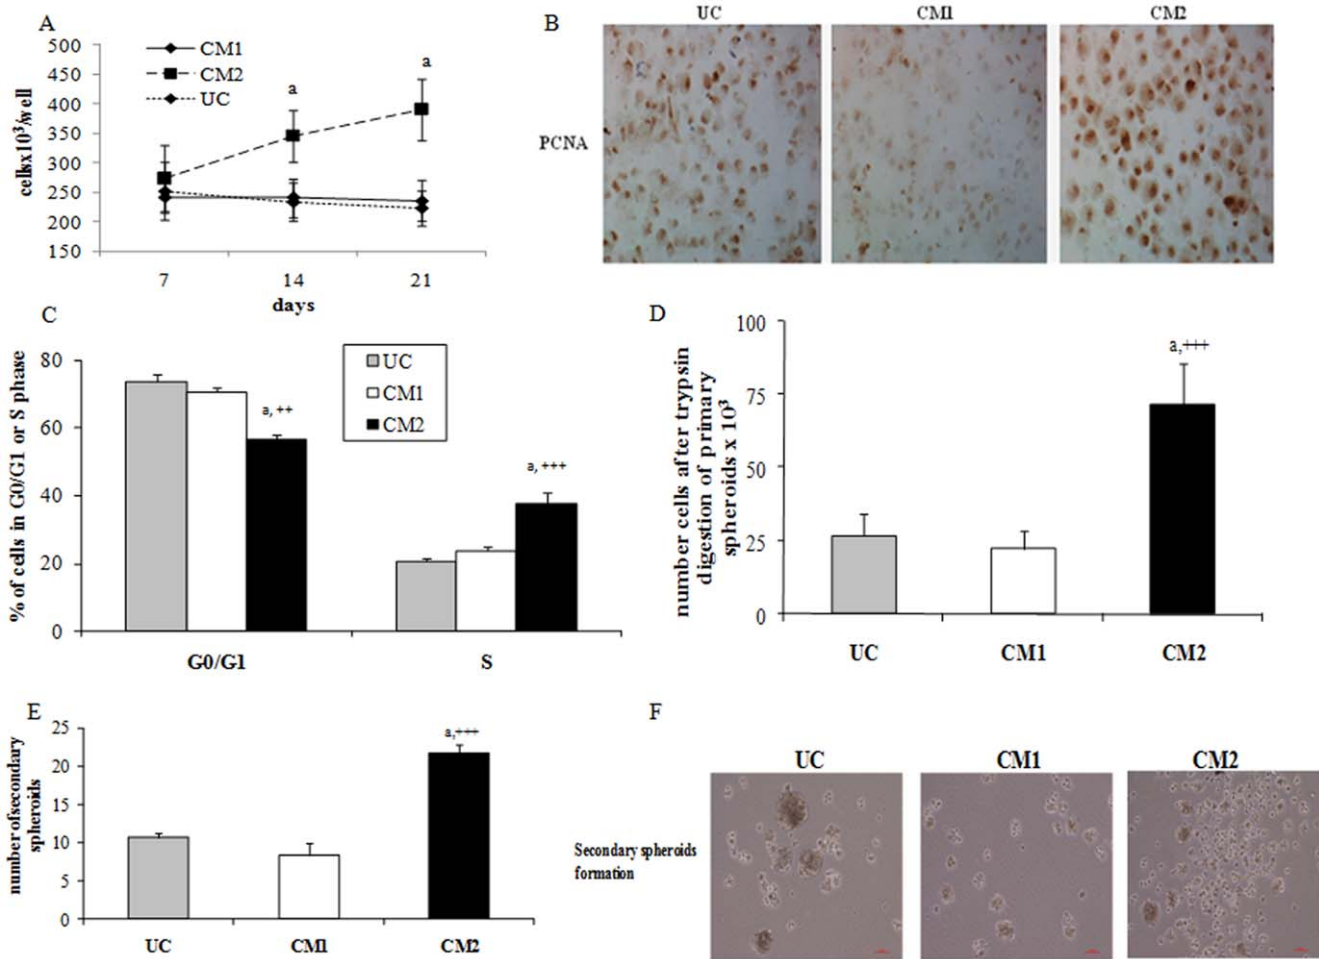 A
500
450
400
350
300
250
200
150
cellsx10³/well
CM1
CM2
UC
a
a
7
14
21
days
B
UC
CM1
CM2
PCNA
C
80
60
40
20
0
% of cells in G0/G1 or S phase
UC
CM1
CM2
a, ++
a, +++
G0/G1
S
D
100
75
50
25
0
number cells after trypsin
digestion of primary
spheroids x 10³
a,+++
UC
CM1
CM2
E
25
20
15
10
5
0
number ofsecondary
spheroids
a,+++
UC
CM1
CM2
F
UC
CM1
CM2
Secondary spheroids
formation